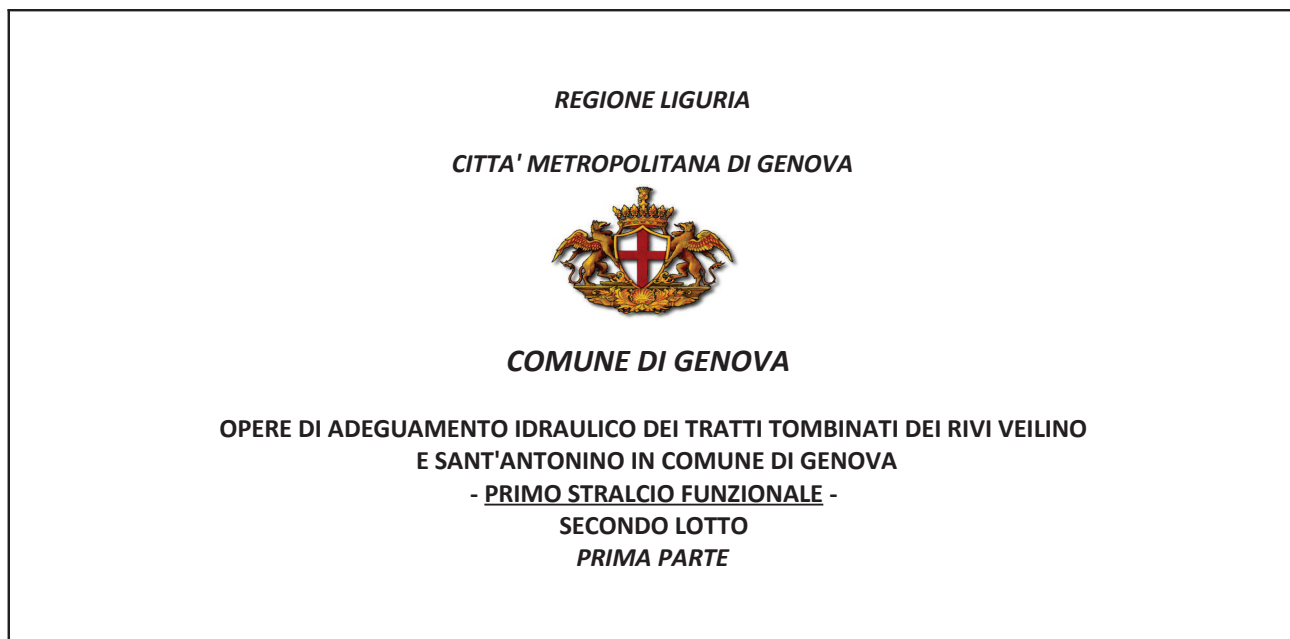 REGIONE LIGURIA
CITTA' METROPOLITANA DI GENOVA
COMUNE DI GENOVA
OPERE DI ADEGUAMENTO IDRAULICO DEI TRATTI TOMBINATI DEI RIVI VEILINO
E SANT'ANTONINO IN COMUNE DI GENOVA
- PRIMO STRALCIO FUNZIONALE -
SECONDO LOTTO
PRIMA PARTE